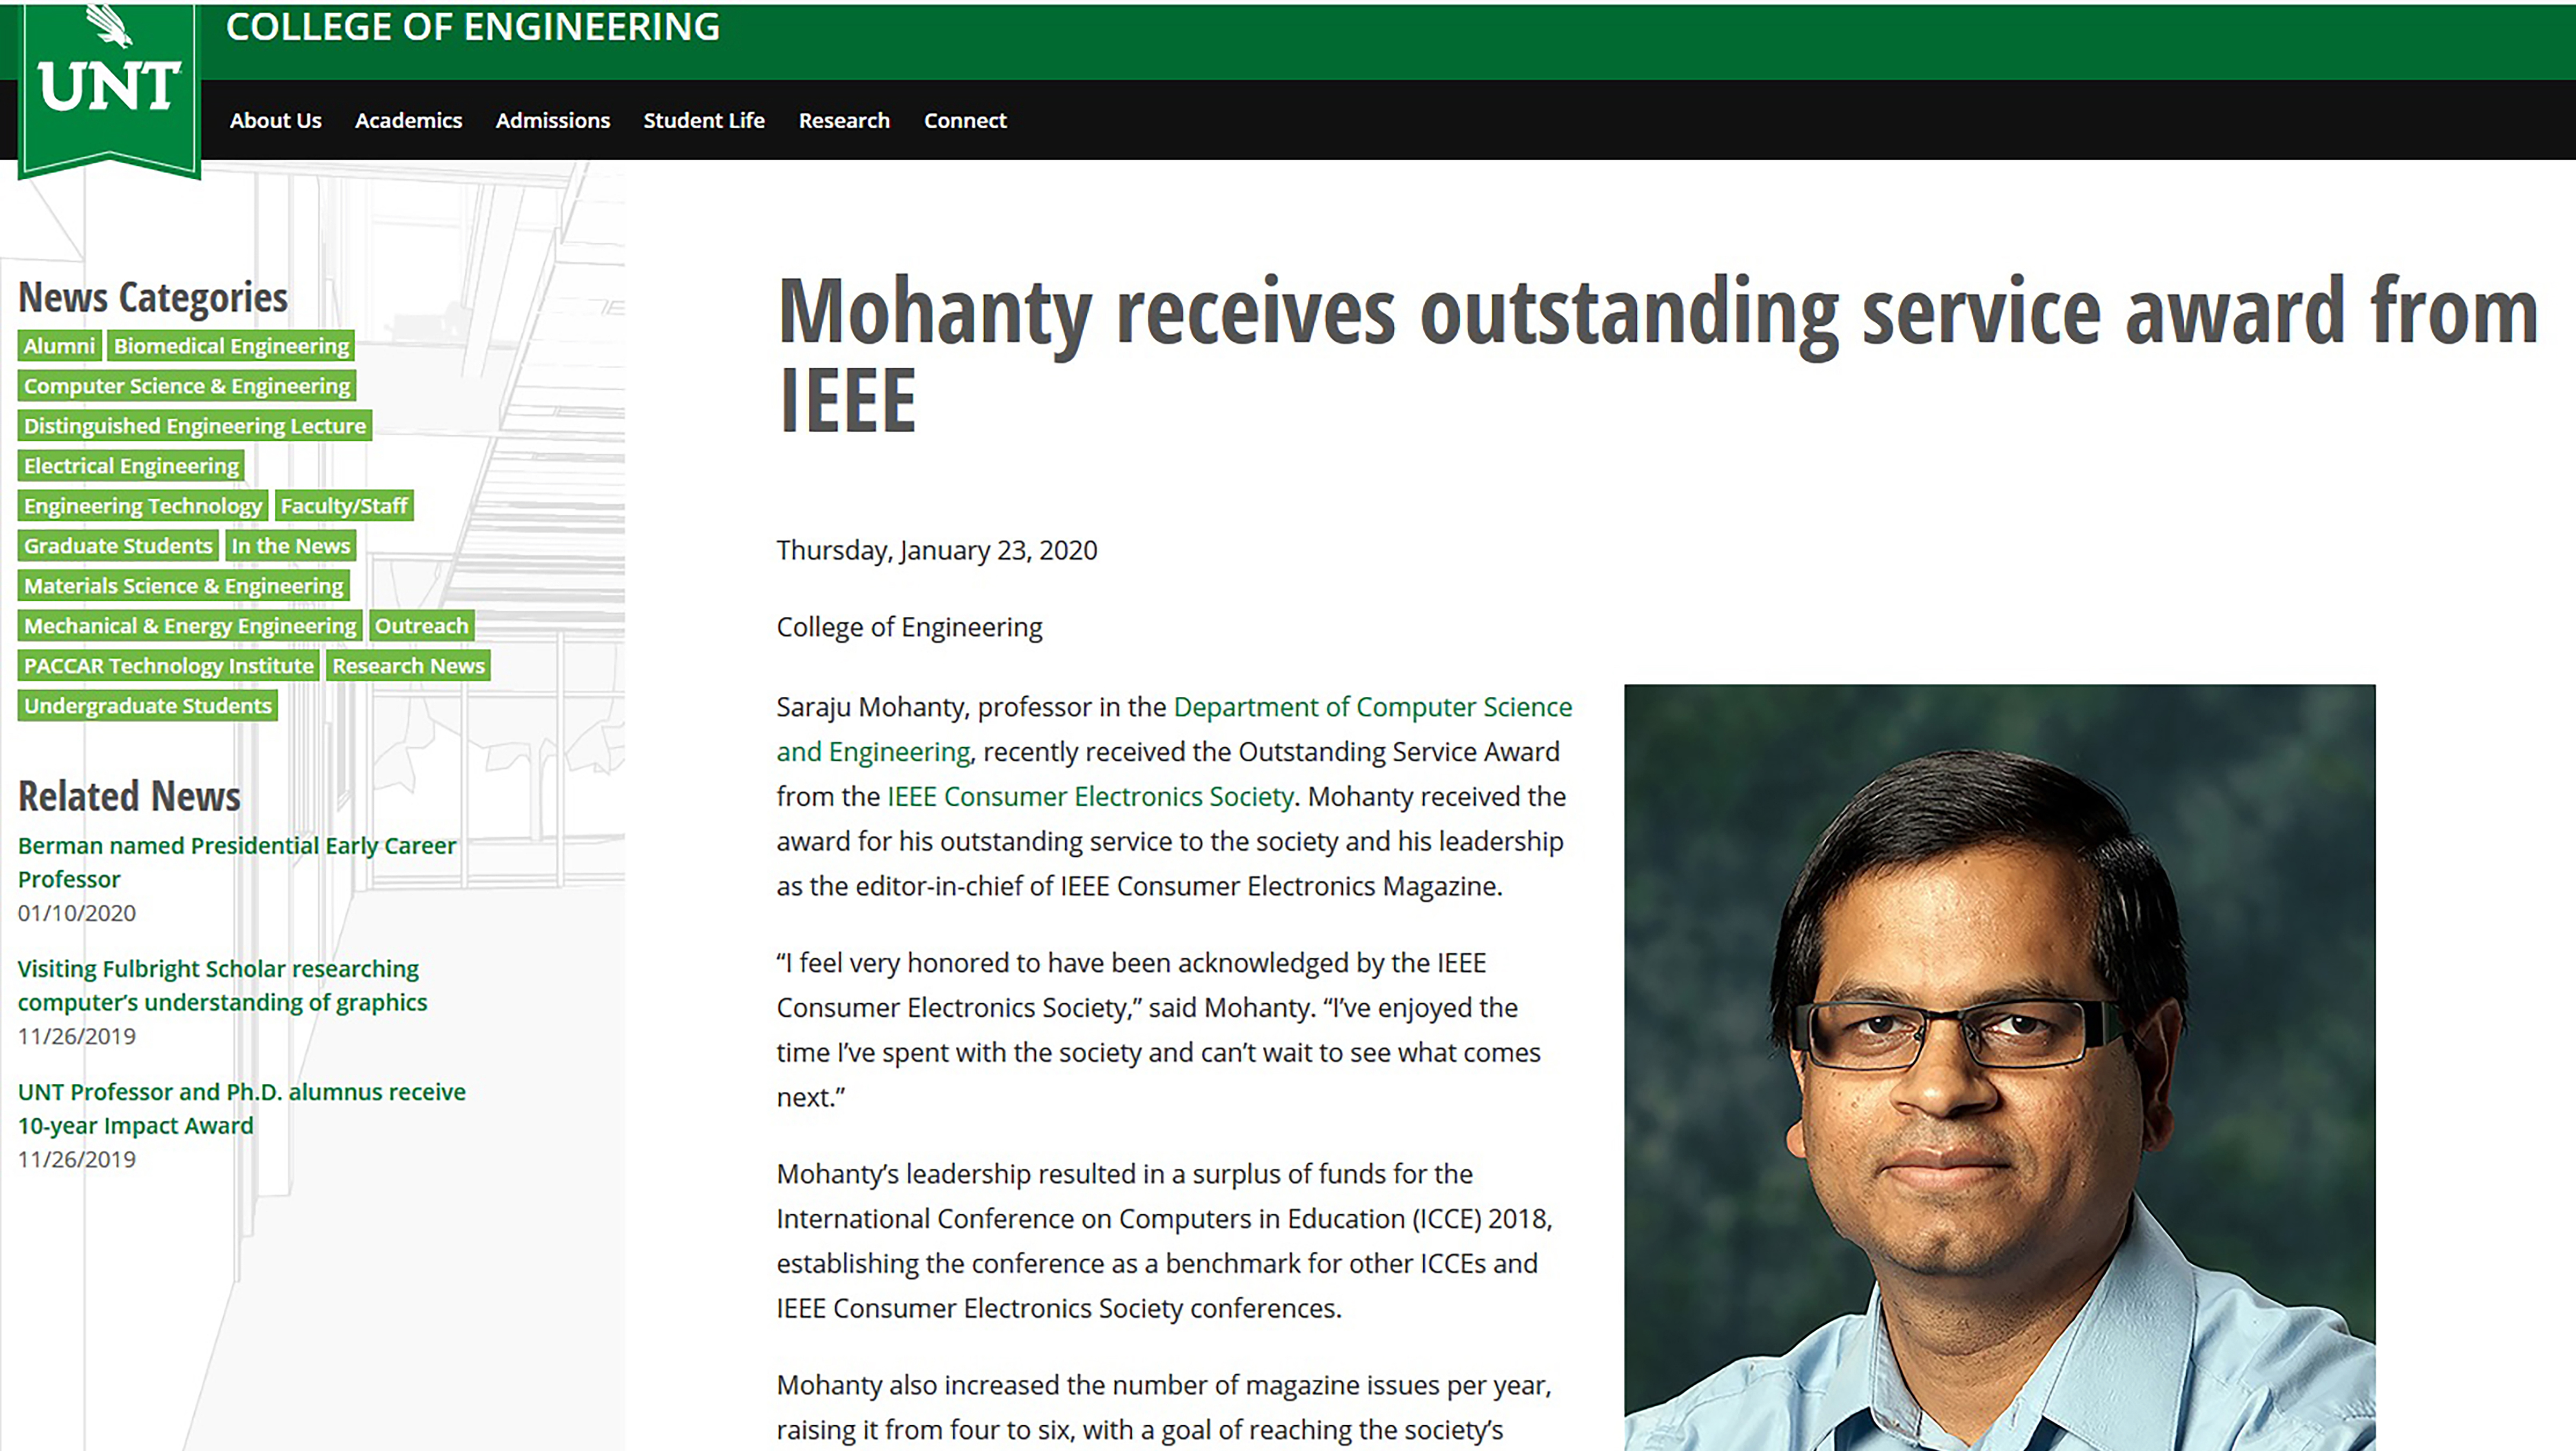 COLLEGE OF ENGINEERING
UNT
About Us Academics Admissions Student Life Research Connect
News Categories
Alumni Biomedical Engineering
Computer Science & Engineering
Distinguished Engineering Lecture
Electrical Engineering
Engineering Technology Faculty/Staff
Graduate Students In the News
Materials Science & Engineering
Mechanical & Energy Engineering Outreach
PACCAR Technology Institute Research News
Undergraduate Students
Related News
Berman named Presidential Early Career
Professor
01/10/2020
Visiting Fulbright Scholar researching
computer’s understanding of graphics
11/26/2019
UNT Professor and Ph.D. alumnus receive
10-year Impact Award
11/26/2019
Mohanty receives outstanding service award from
IEEE
Thursday, January 23, 2020
College of Engineering
Saraju Mohanty, professor in the Department of Computer Science
and Engineering, recently received the Outstanding Service Award
from the IEEE Consumer Electronics Society. Mohanty received the
award for his outstanding service to the society and his leadership
as the editor-in-chief of IEEE Consumer Electronics Magazine.
“I feel very honored to have been acknowledged by the IEEE
Consumer Electronics Society,” said Mohanty. “I’ve enjoyed the
time I’ve spent with the society and can’t wait to see what comes
next.”
Mohanty’s leadership resulted in a surplus of funds for the
International Conference on Computers in Education (ICCE) 2018,
establishing the conference as a benchmark for other ICCEs and
IEEE Consumer Electronics Society conferences.
Mohanty also increased the number of magazine issues per year,
raising it from four to six, with a goal of reaching the society’s